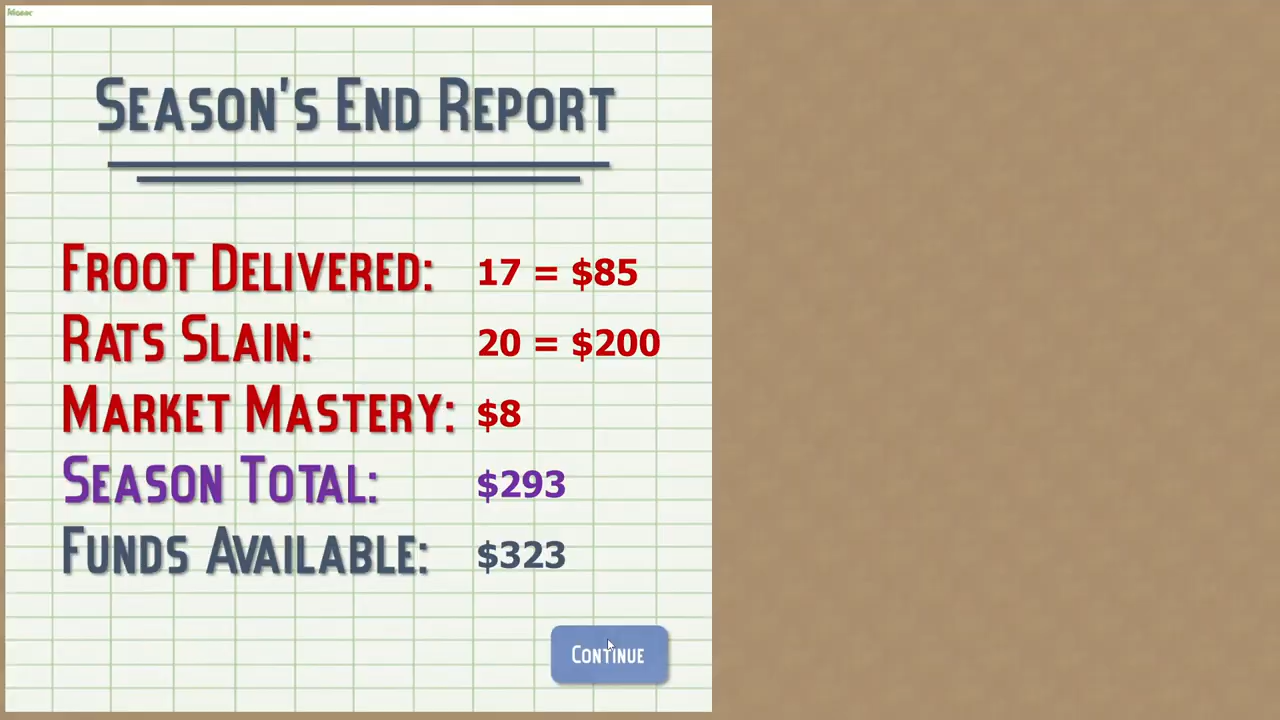 Season's End Report
Froot Delivered: 17 = $85
Rats Slain: 20 = $200
Market Mastery: $8
Season Total: $293
Funds Available: $323
Continue